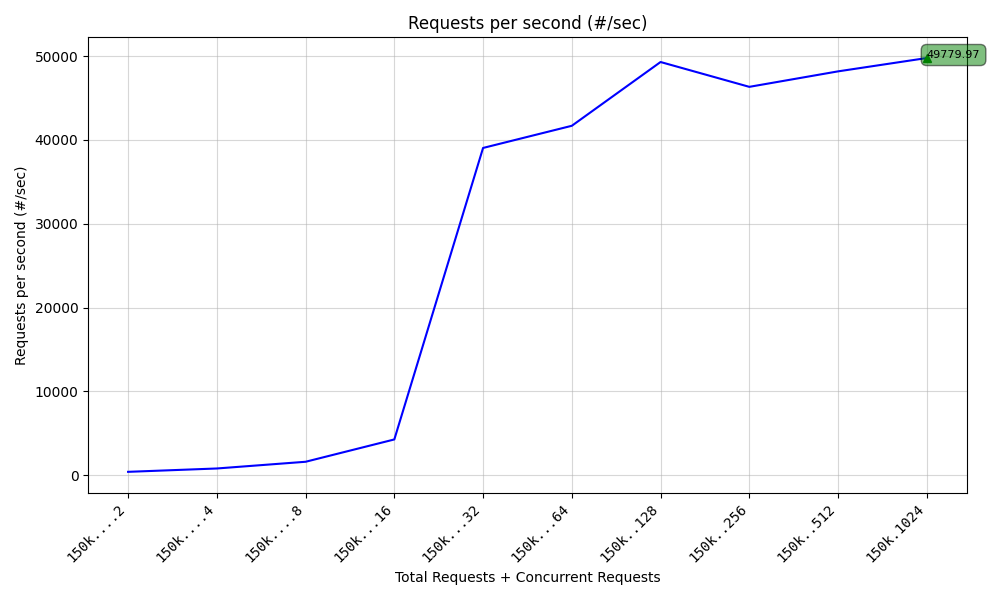 Requests per second (#/sec)
49779.97
50000
40000
30000
20000
10000
0
Requests per second (#/sec)
150k....2
150k....4
150k....8
150k...16
150k...32
150k...64
150k..128
150k..256
150k..512
150k.1024
Total Requests + Concurrent Requests